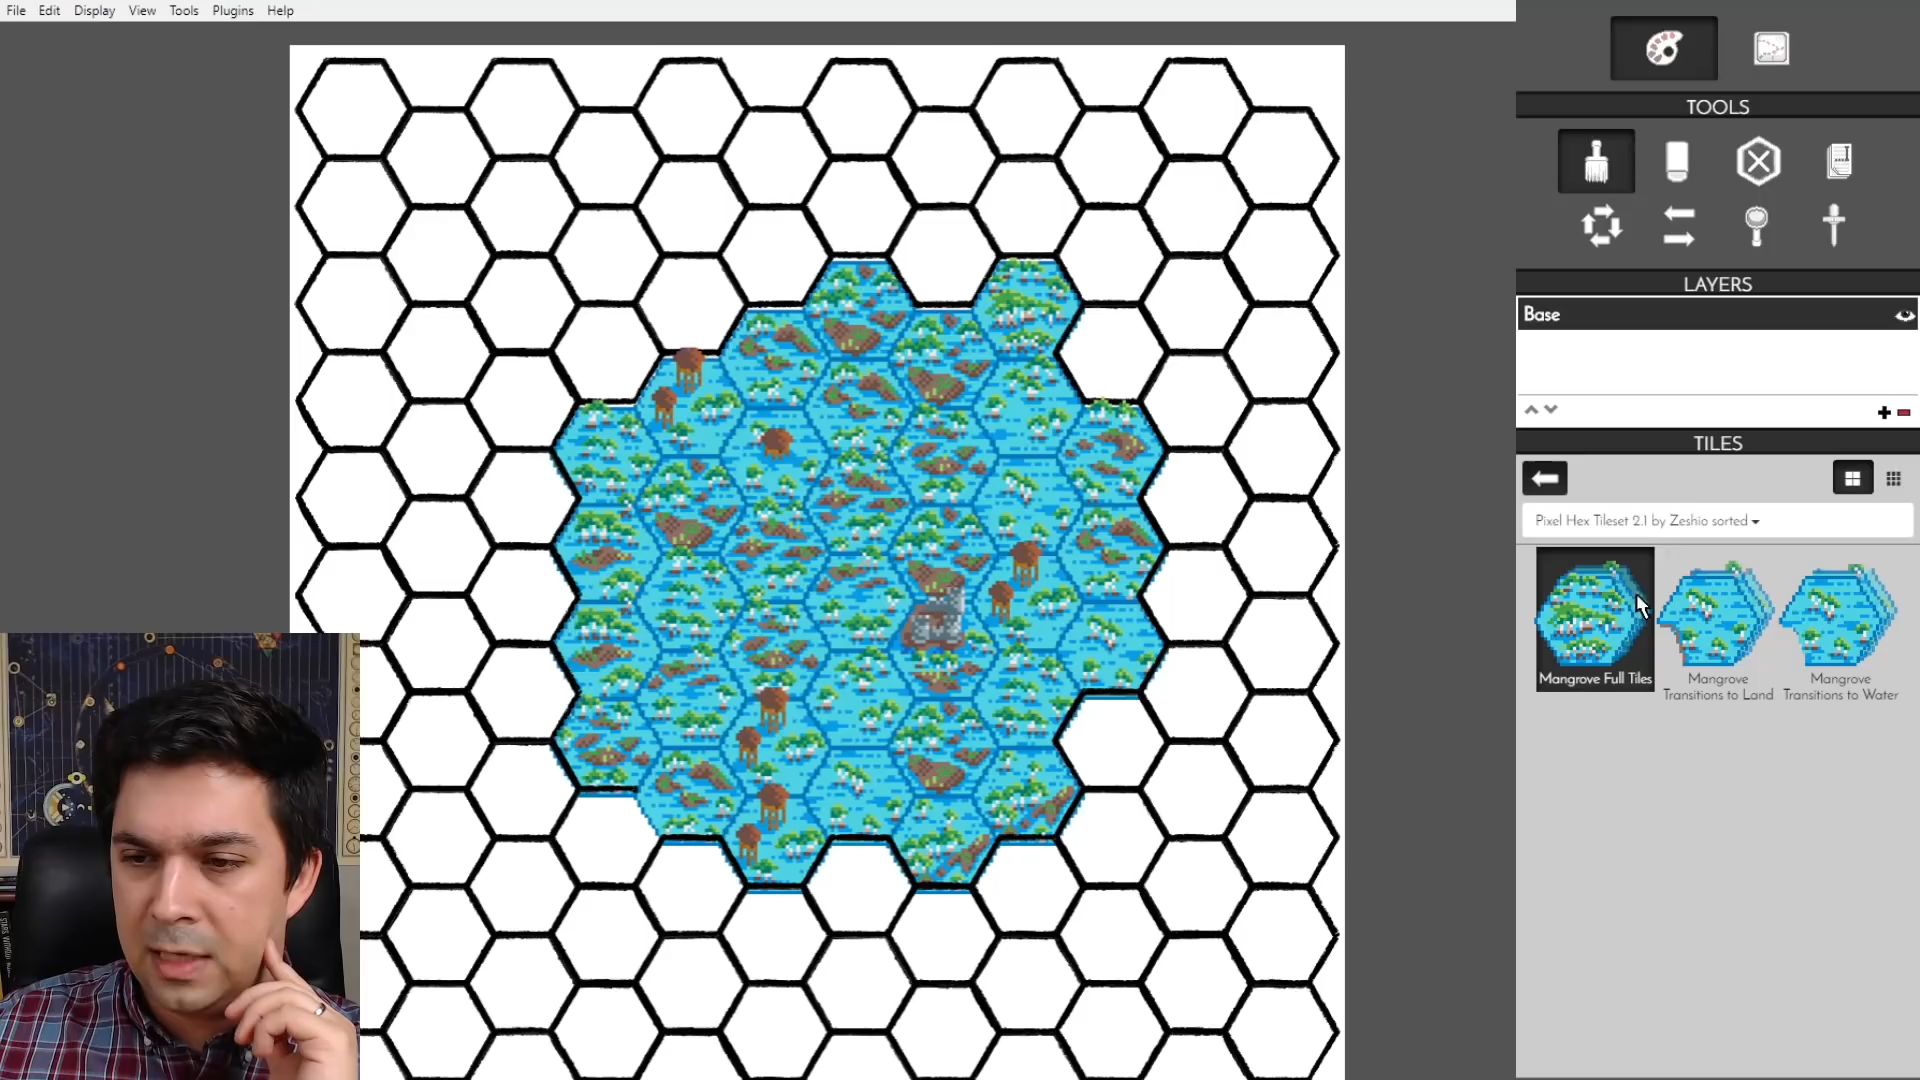 File Edit Display View Tools Plugins Help
TOOLS
LAYERS
Base
TILES
Pixel Hex Tileset 2.1 by Zeshio sorted
Mangrove Full Tiles
Mangrove
Transitions to Land
Mangrove
Transitions to Water